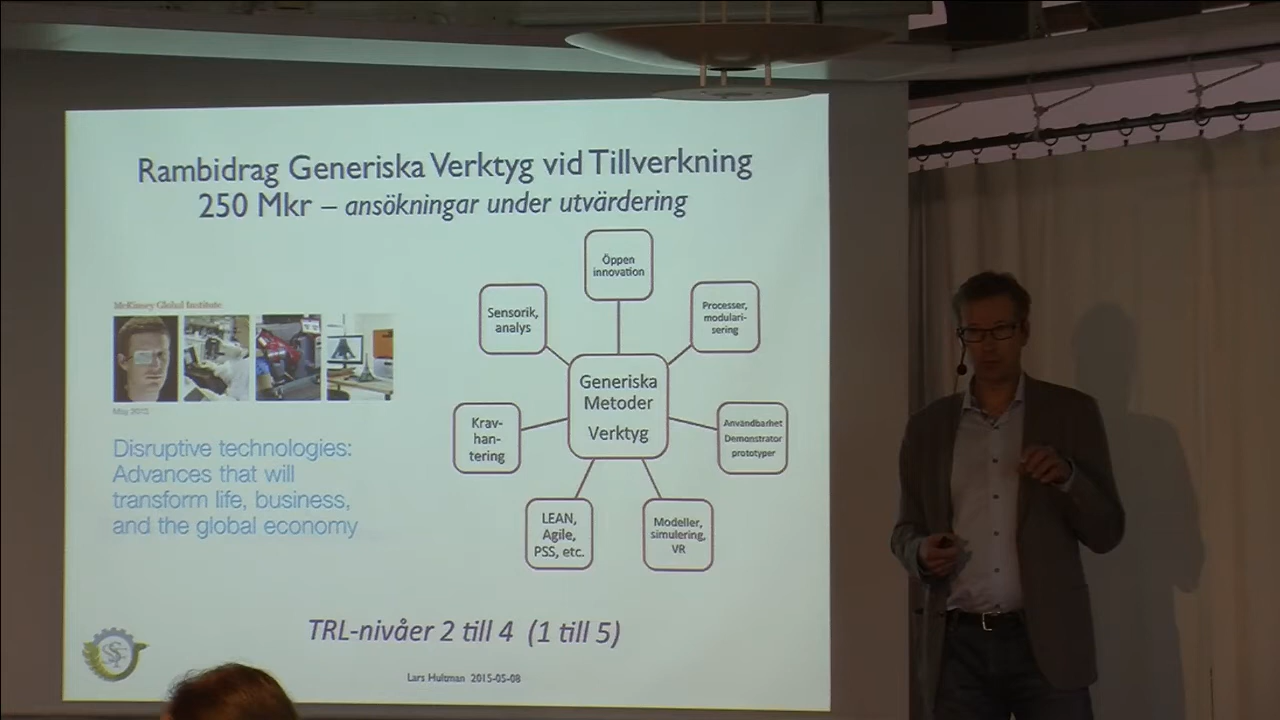 Rambidrag Generiska Verktyg vid Tillverkning
250 Mkr – ansökningar under utvärdering
McKinsey Global Institute
May 2013
Disruptive technologies:
Advances that will
transform life, business,
and the global economy
Öppen
innovation
Sensorik,
analys
Processer,
modulari-
sering
Generiska
Metoder
Verktyg
Krav-
han-
tering
Användbarhet
Demonstrator
prototyper
LEAN,
Agile,
PSS, etc.
Modeller,
simulering,
VR
TRL-nivåer 2 till 4 (1 till 5)
SSF
Lars Hultman 2015-05-08